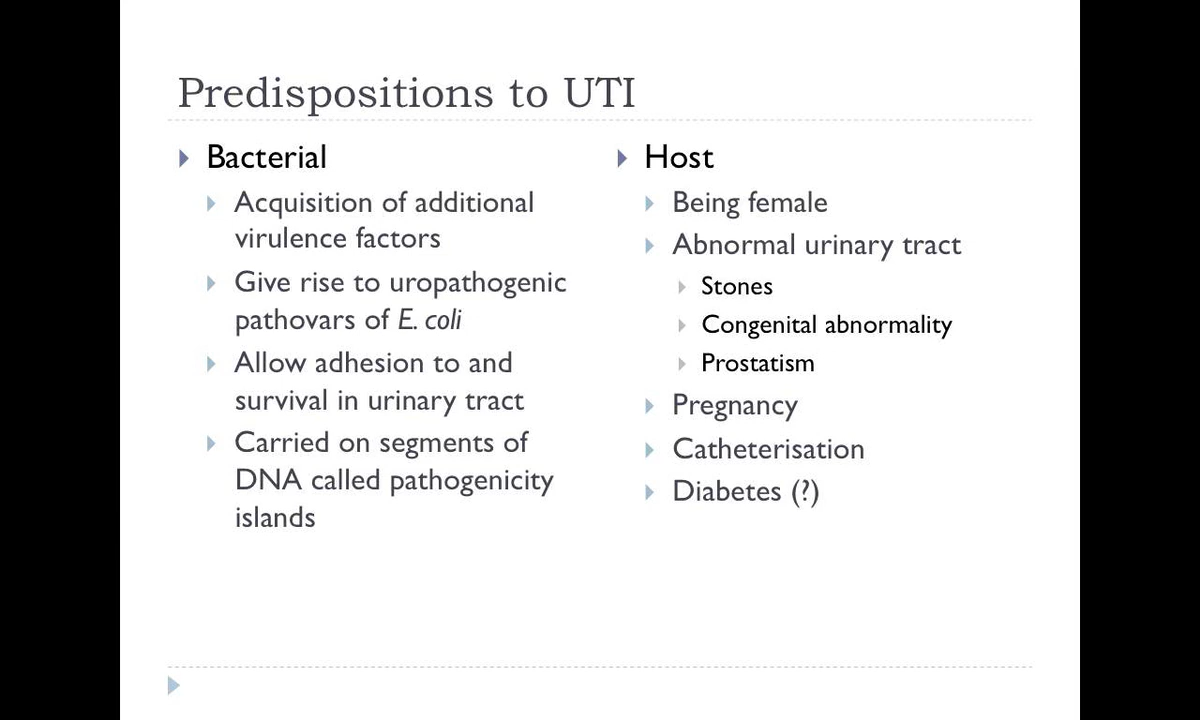 Predispositions to UTI
Bacterial
Acquisition of additional
virulence factors
Give rise to uropathogenic
pathovars of E. coli
Allow adhesion to and
survival in urinary tract
Carried on segments of
DNA called pathogenicity
islands
Host
Being female
Abnormal urinary tract
Stones
Congenital abnormality
Prostatism
Pregnancy
Catheterisation
Diabetes (?)